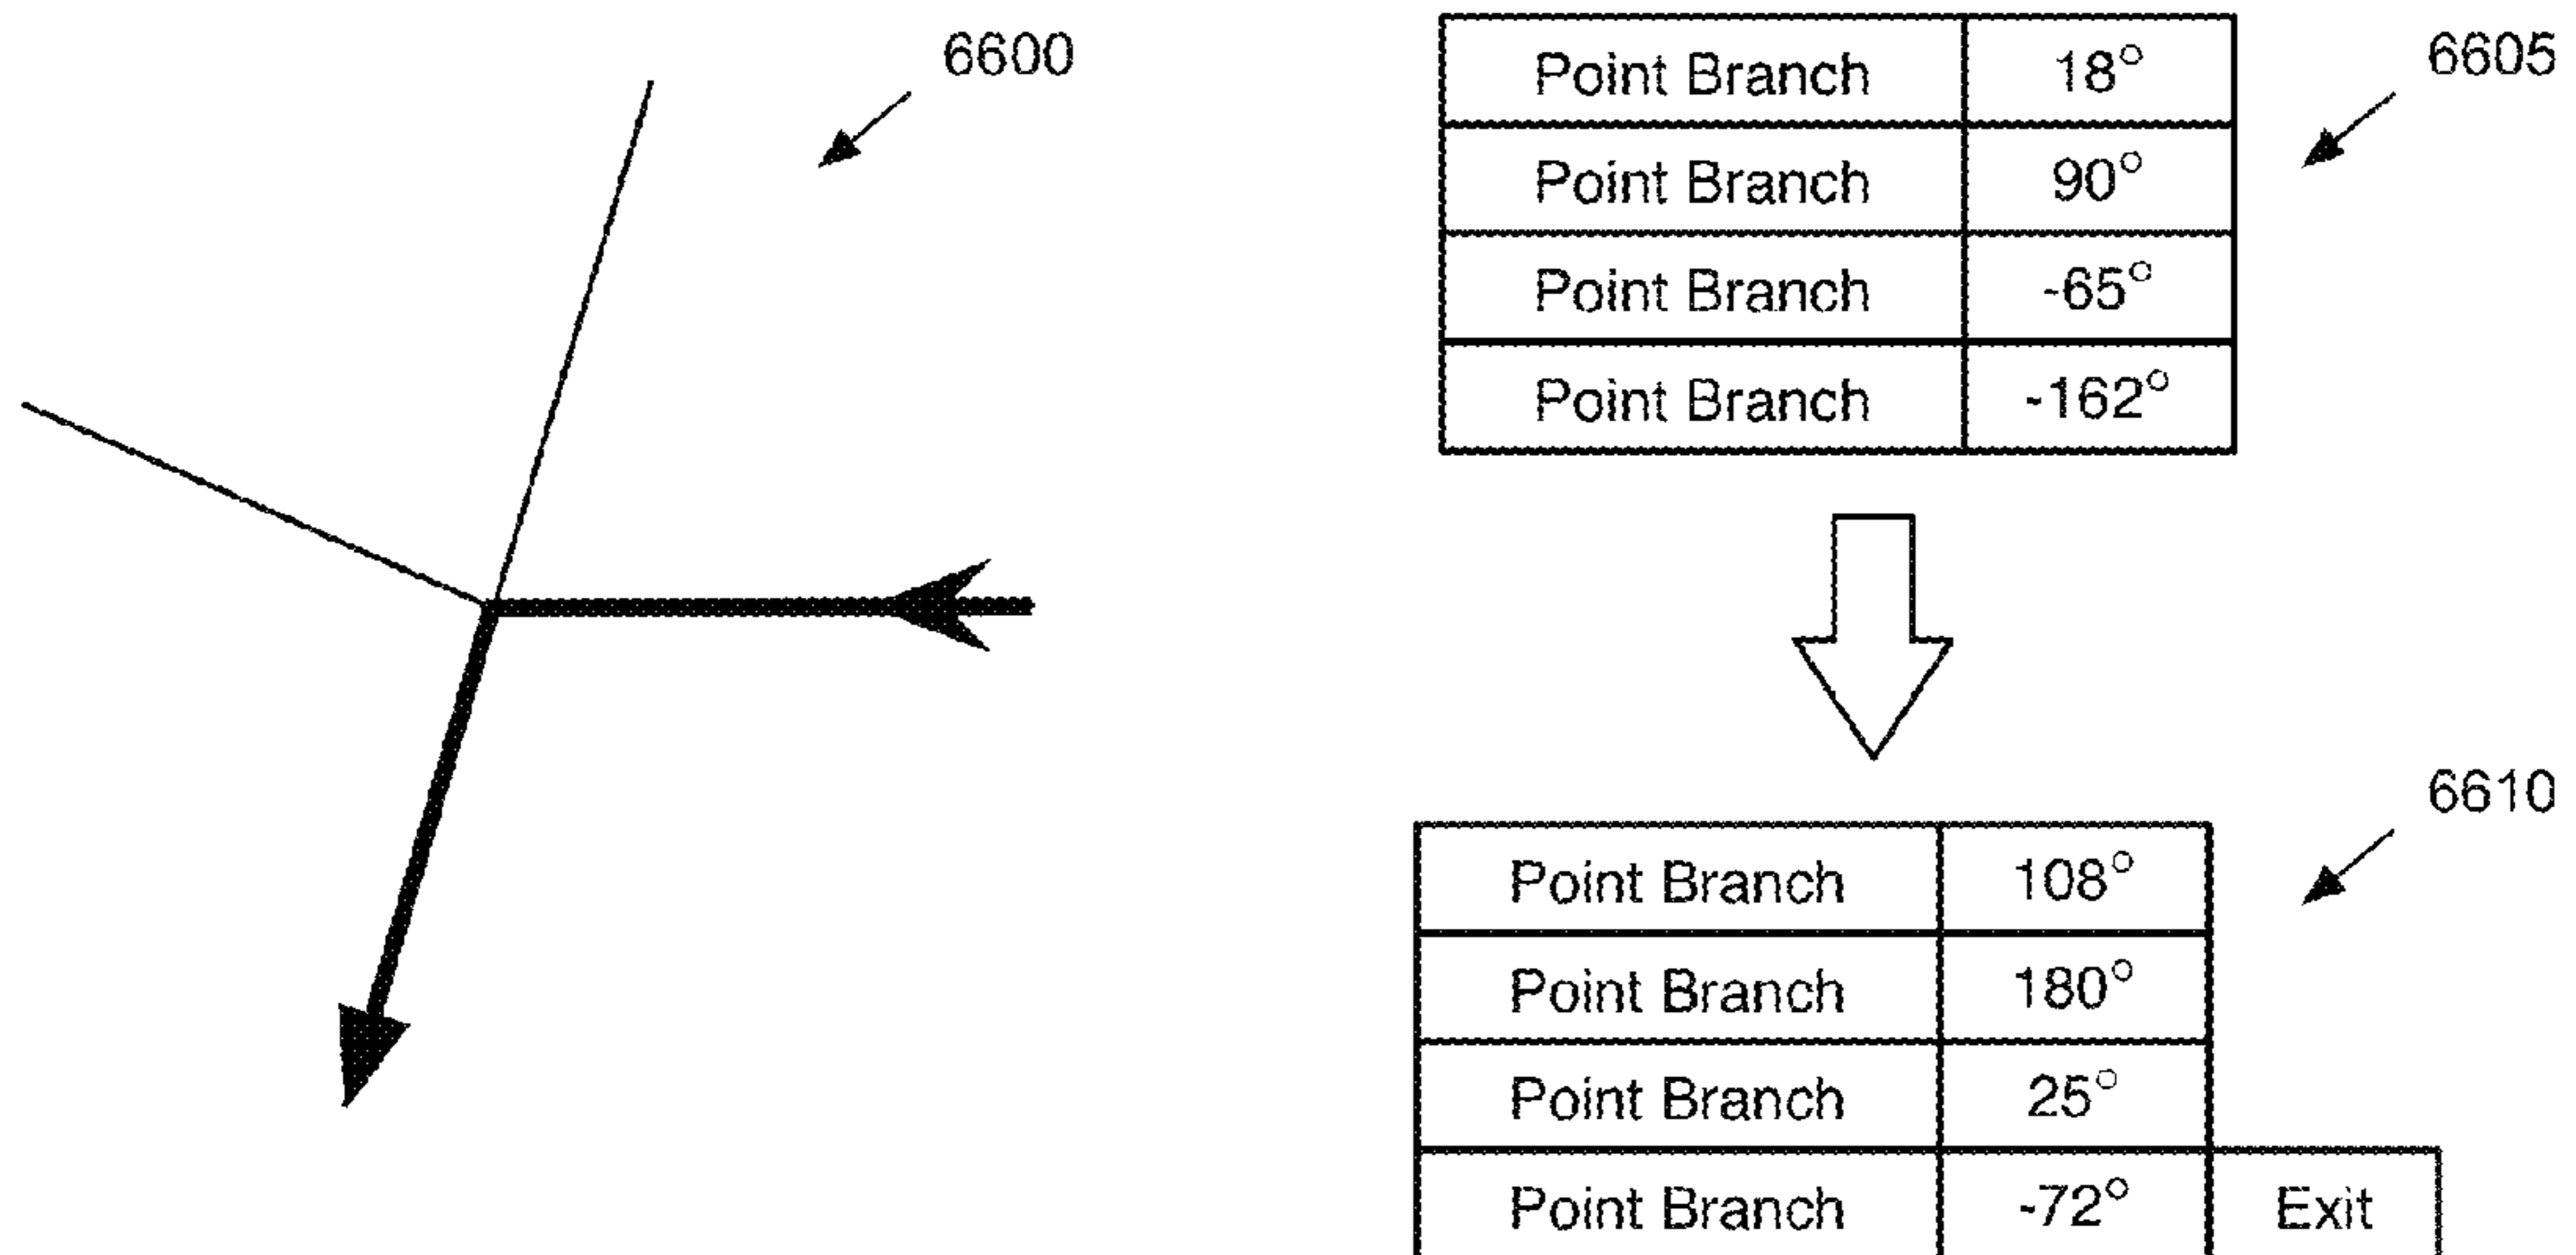 6600
Point Branch 18°
Point Branch 90°
Point Branch -65°
Point Branch -162°
6605
6610
Point Branch 108°
Point Branch 180°
Point Branch 25°
Point Branch -72° Exit